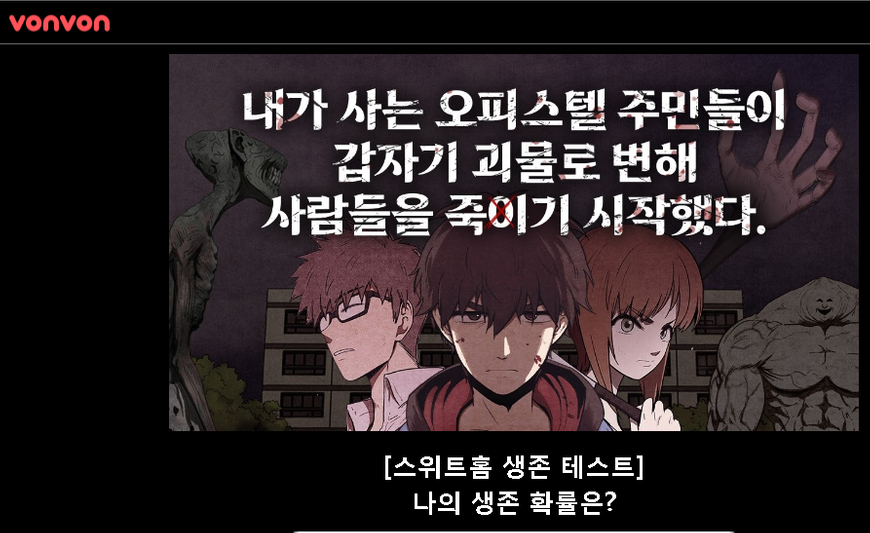 vonvon
내가 사는 오피스텔 주민들이
갑자기 괴물로 변해
사람들을 죽이기 시작했다.
[스위트홈 생존 테스트]
나의 생존 확률은?